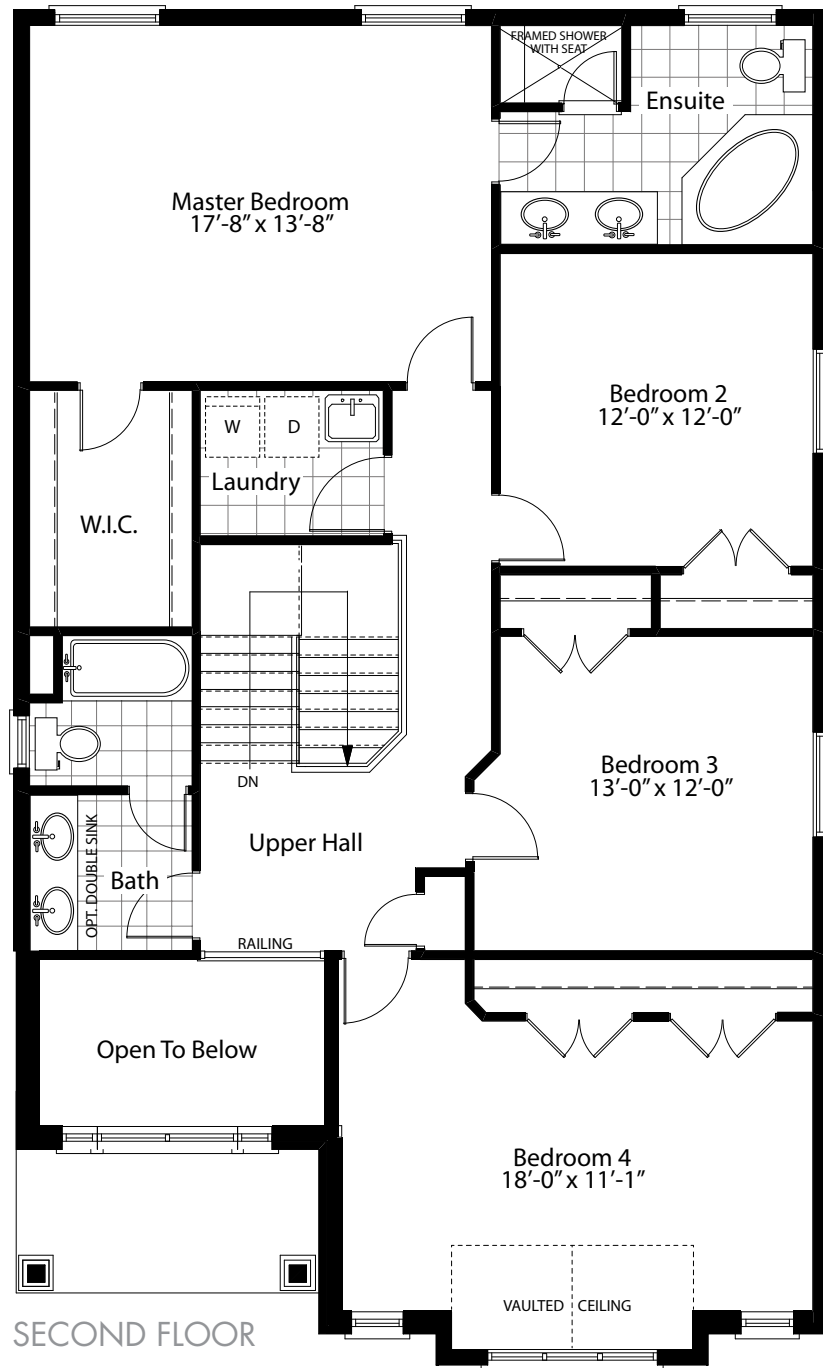 FRAMED SHOWER
WITH SEAT
Ensuite
Master Bedroom
17’-8” x 13’-8”
Bedroom 2
12’-0” x 12’-0”
W
D
Laundry
W.I.C.
DN
Bedroom 3
13’-0” x 12’-0”
Upper Hall
OPT. DOUBLE SINK
Bath
RAILING
Open To Below
Bedroom 4
18’-0” x 11’-1”
VAULTED CEILING
SECOND FLOOR